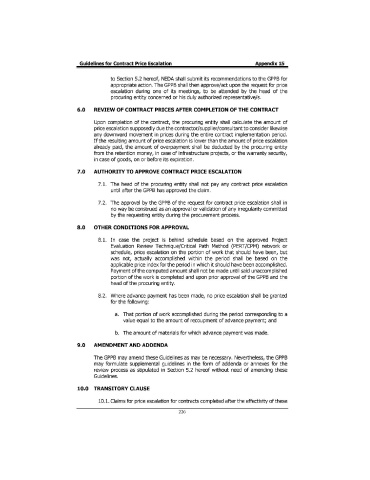 Guidelines for Contract Price Escalation Appendix 15
to Section 5.2 hereof, NEDA shall submit its recommendations to the GPPB for
appropriate action. The GPPB shall then approve/act upon the request for price
escalation during one of its meetings, to be attended by the head of the
procuring entity concerned or his duly authorized representative/s.
6.0 REVIEW OF CONTRACT PRICES AFTER COMPLETION OF THE CONTRACT
Upon completion of the contract, the procuring entity shall calculate the amount of
price escalation supposedly due the contractor/supplier/consultant to consider likewise
any downward movement in prices during the entire contract implementation period.
If the resulting amount of price escalation is lower than the amount of price escalation
already paid, the amount of overpayment shall be deducted by the procuring entity
from the retention money, in case of infrastructure projects, or the warranty security,
in case of goods, on or before its expiration.
7.0 AUTHORITY TO APPROVE CONTRACT PRICE ESCALATION
7.1. The head of the procuring entity shall not pay any contract price escalation
until after the GPPB has approved the claim.
7.2. The approval by the GPPB of the request for contract price escalation shall in
no way be construed as an approval or validation of any irregularity committed
by the requesting entity during the procurement process.
8.0 OTHER CONDITIONS FOR APPROVAL
8.1. In case the project is behind schedule based on the approved Project
Evaluation Review Technique/Critical Path Method (PERT/CPM) network or
schedule, price escalation on the portion of work that should have been, but
was not, actually accomplished within the period shall be based on the
applicable price index for the period in which it should have been accomplished.
Payment of the computed amount shall not be made until said unaccomplished
portion of the work is completed and upon prior approval of the GPPB and the
head of the procuring entity.
8.2. Where advance payment has been made, no price escalation shall be granted
for the following:
a. That portion of work accomplished during the period corresponding to a
value equal to the amount of recoupment of advance payment; and
b. The amount of materials for which advance payment was made.
9.0 AMENDMENT AND ADDENDA
The GPPB may amend these Guidelines as may be necessary. Nevertheless, the GPPB
may formulate supplemental guidelines in the form of addenda or annexes for the
review process as stipulated in Section 5.2 hereof without need of amending these
Guidelines.
10.0 TRANSITORY CLAUSE
10.1. Claims for price escalation for contracts completed after the effectivity of these